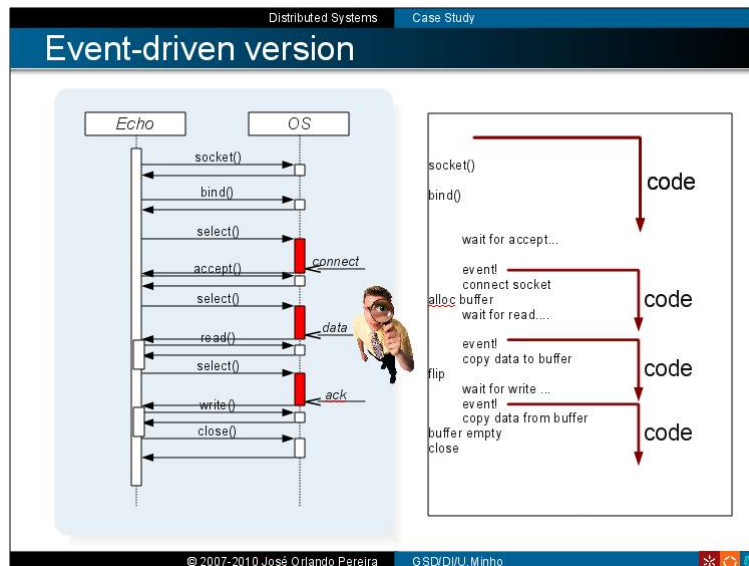 Distributed Systems Case Study
Event-driven version
Echo OS
socket()
bind()
select()
connect
accept()
select()
data
read()
select()
ack
write()
close()
socket()
code
bind()
wait for accept...
event!
connect socket
alloc buffer
code
wait for read....
event!
copy data to buffer
code
flip
wait for write ...
event!
copy data from buffer
buffer empty
code
close
© 2007-2010 José Orlando Pereira GSD/DI/U.Minho